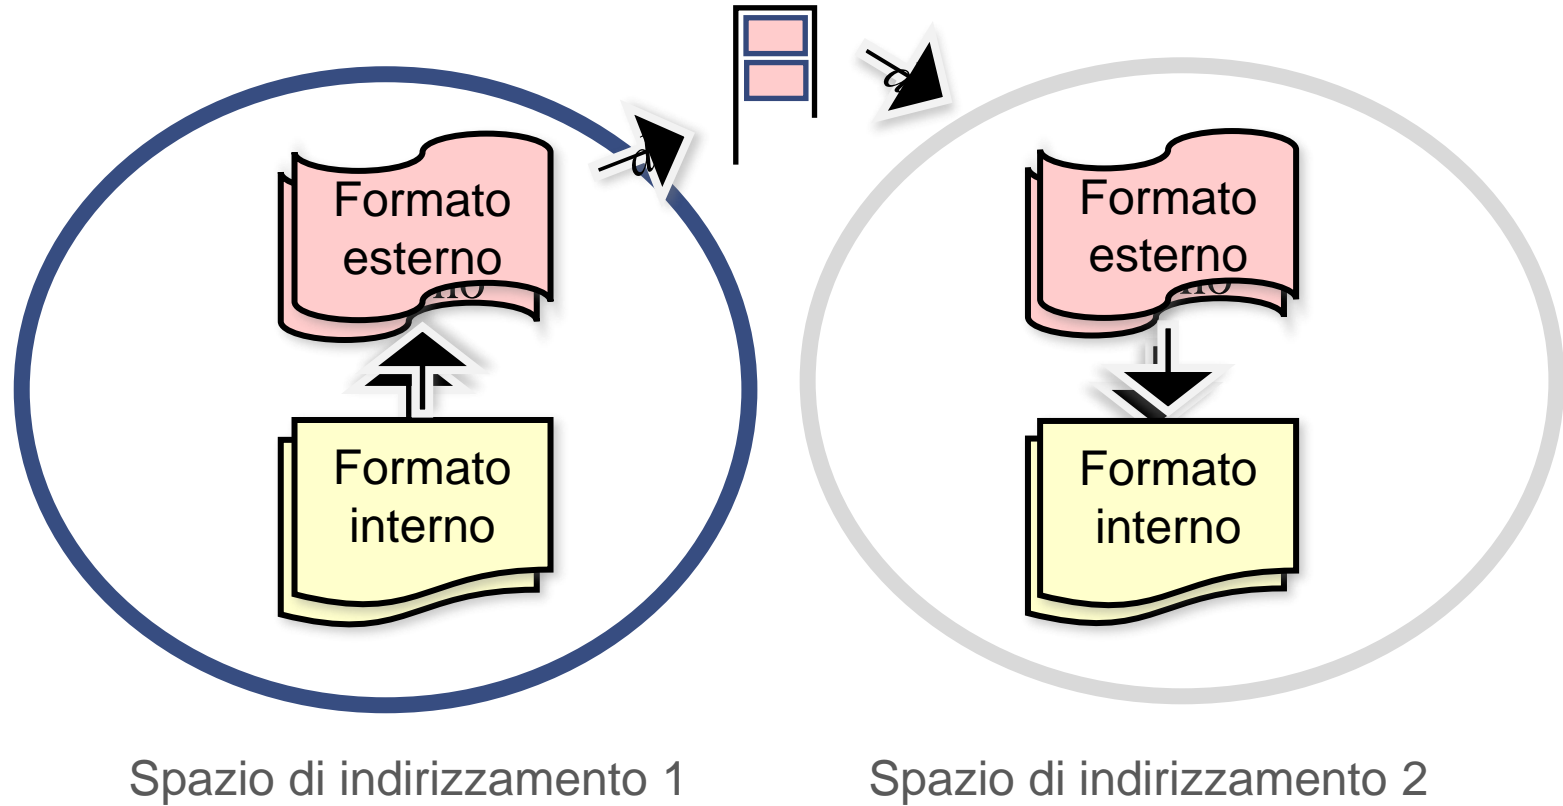 Formato
esterno
Formato
interno
Formato
esterno
Formato
interno
Spazio di indirizzamento 1
Spazio di indirizzamento 2